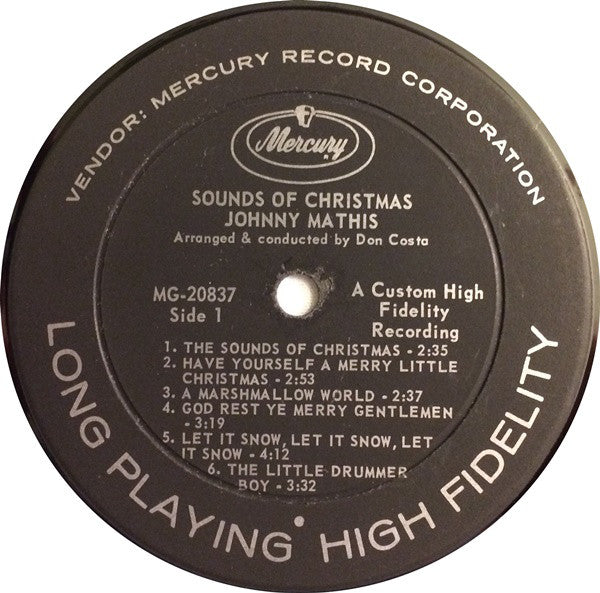 VENDOR: MERCURY RECORD CORPORATION
Mercury
SOUNDS OF CHRISTMAS
JOHNNY MATHIS
Arranged & conducted by Don Costa
MG-20837
Side 1
A Custom High
Fidelity
Recording
1. THE SOUNDS OF CHRISTMAS - 2:35
2. HAVE YOURSELF A MERRY LITTLE
CHRISTMAS - 2:53
3. A MARSHMALLOW WORLD - 2:37
4. GOD REST YE MERRY GENTLEMEN
- 3:19
5. LET IT SNOW, LET IT SNOW, LET
IT SNOW - 4:12
6. THE LITTLE DRUMMER
BOY - 3:32
LONG PLAYING HIGH FIDELITY